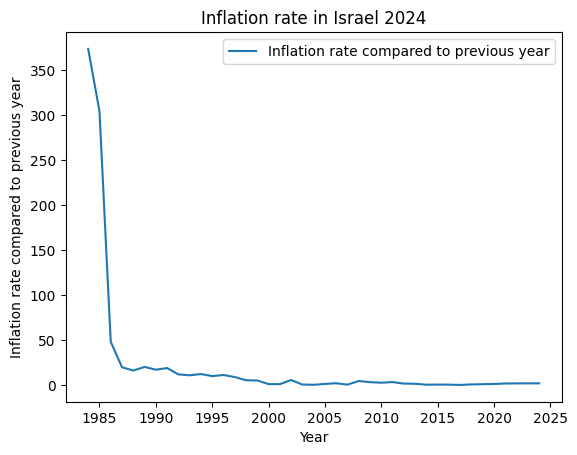 Inflation rate in Israel 2024
Inflation rate compared to previous year
Inflation rate compared to previous year
350
300
250
200
150
100
50
0
1985 1990 1995 2000 2005 2010 2015 2020 2025
Year